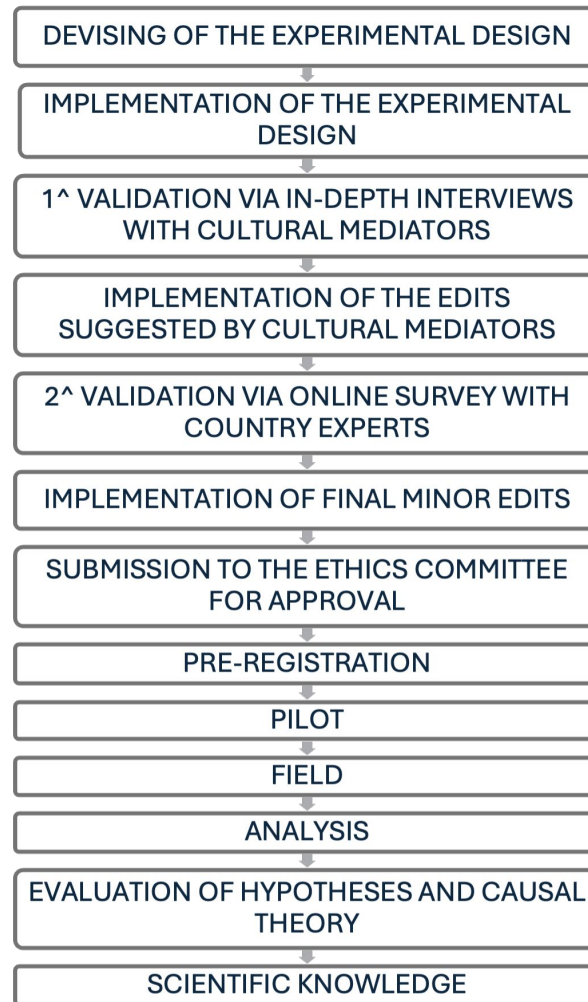 DEVISING OF THE EXPERIMENTAL DESIGN
IMPLEMENTATION OF THE EXPERIMENTAL
DESIGN
1^ VALIDATION VIA IN-DEPTH INTERVIEWS
WITH CULTURAL MEDIATORS
IMPLEMENTATION OF THE EDITS
SUGGESTED BY CULTURAL MEDIATORS
2^ VALIDATION VIA ONLINE SURVEY WITH
COUNTRY EXPERTS
IMPLEMENTATION OF FINAL MINOR EDITS
SUBMISSION TO THE ETHICS COMMITTEE
FOR APPROVAL
PRE-REGISTRATION
PILOT
FIELD
ANALYSIS
EVALUATION OF HYPOTHESES AND CAUSAL
THEORY
SCIENTIFIC KNOWLEDGE